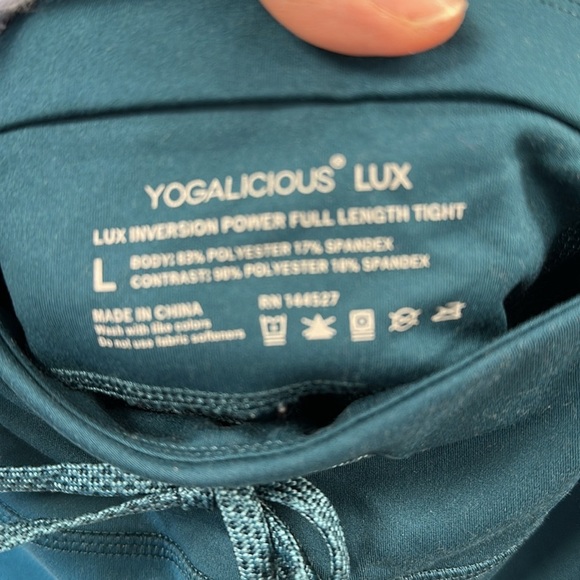 YOGALICIOUS® LUX
LUX INVERSION POWER FULL LENGTH TIGHT
L
BODY: 83% POLYESTER 17% SPANDEX
CONTRAST: 90% POLYESTER 10% SPANDEX
MADE IN CHINA
RN 144527
Wash with like colors
Do not use fabric softeners